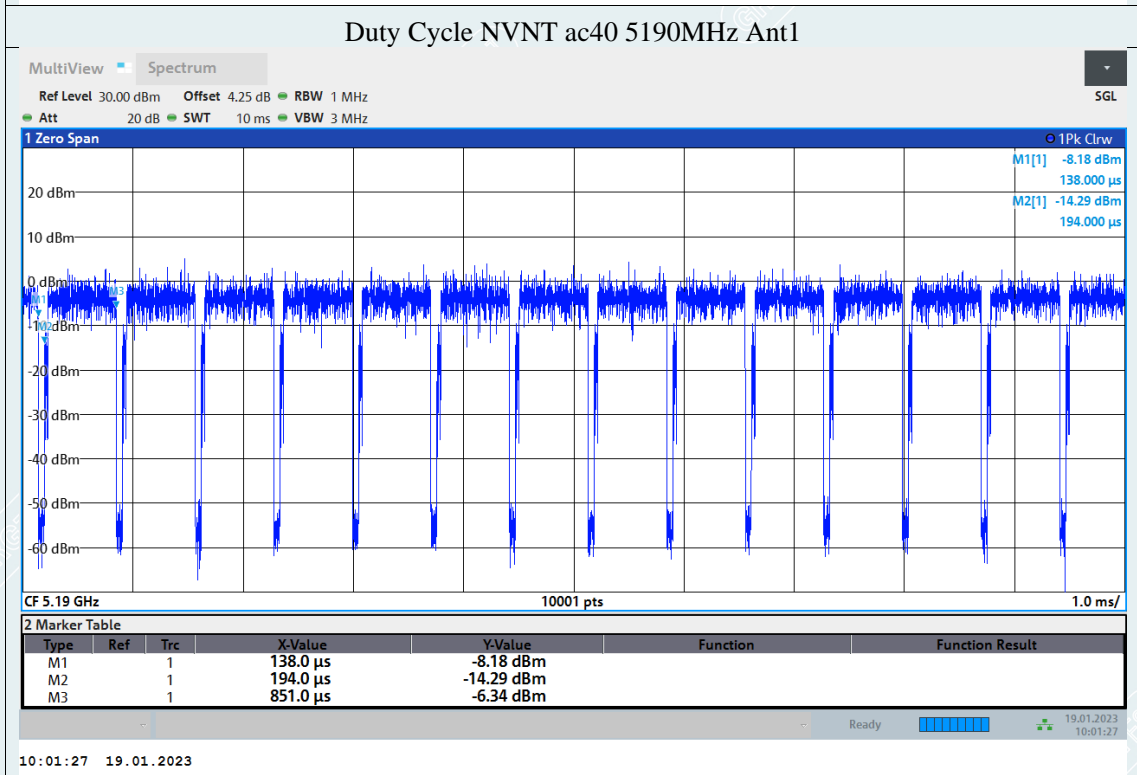 Duty Cycle NVNT ac40 5190MHz Ant1
MultiView Spectrum
Ref Level 30.00 dBm Offset 4.25 dB RBW 1 MHz SGL
Att 20 dB SWT 10 ms VBW 3 MHz
1 Zero Span 1Pk Clrw
M1[1] -8.18 dBm
138.000 µs
20 dBm
M2[1] -14.29 dBm
194.000 µs
10 dBm
0 dBm
M1 M3
-10 dBm
M2
-20 dBm
-30 dBm
-40 dBm
-50 dBm
-60 dBm
CF 5.19 GHz 10001 pts 1.0 ms/
2 Marker Table
Type Ref Trc X-Value Y-Value Function Function Result
M1 1 138.0 µs -8.18 dBm
M2 1 194.0 µs -14.29 dBm
M3 1 851.0 µs -6.34 dBm
Ready 19.01.2023
10:01:27
10:01:27 19.01.2023